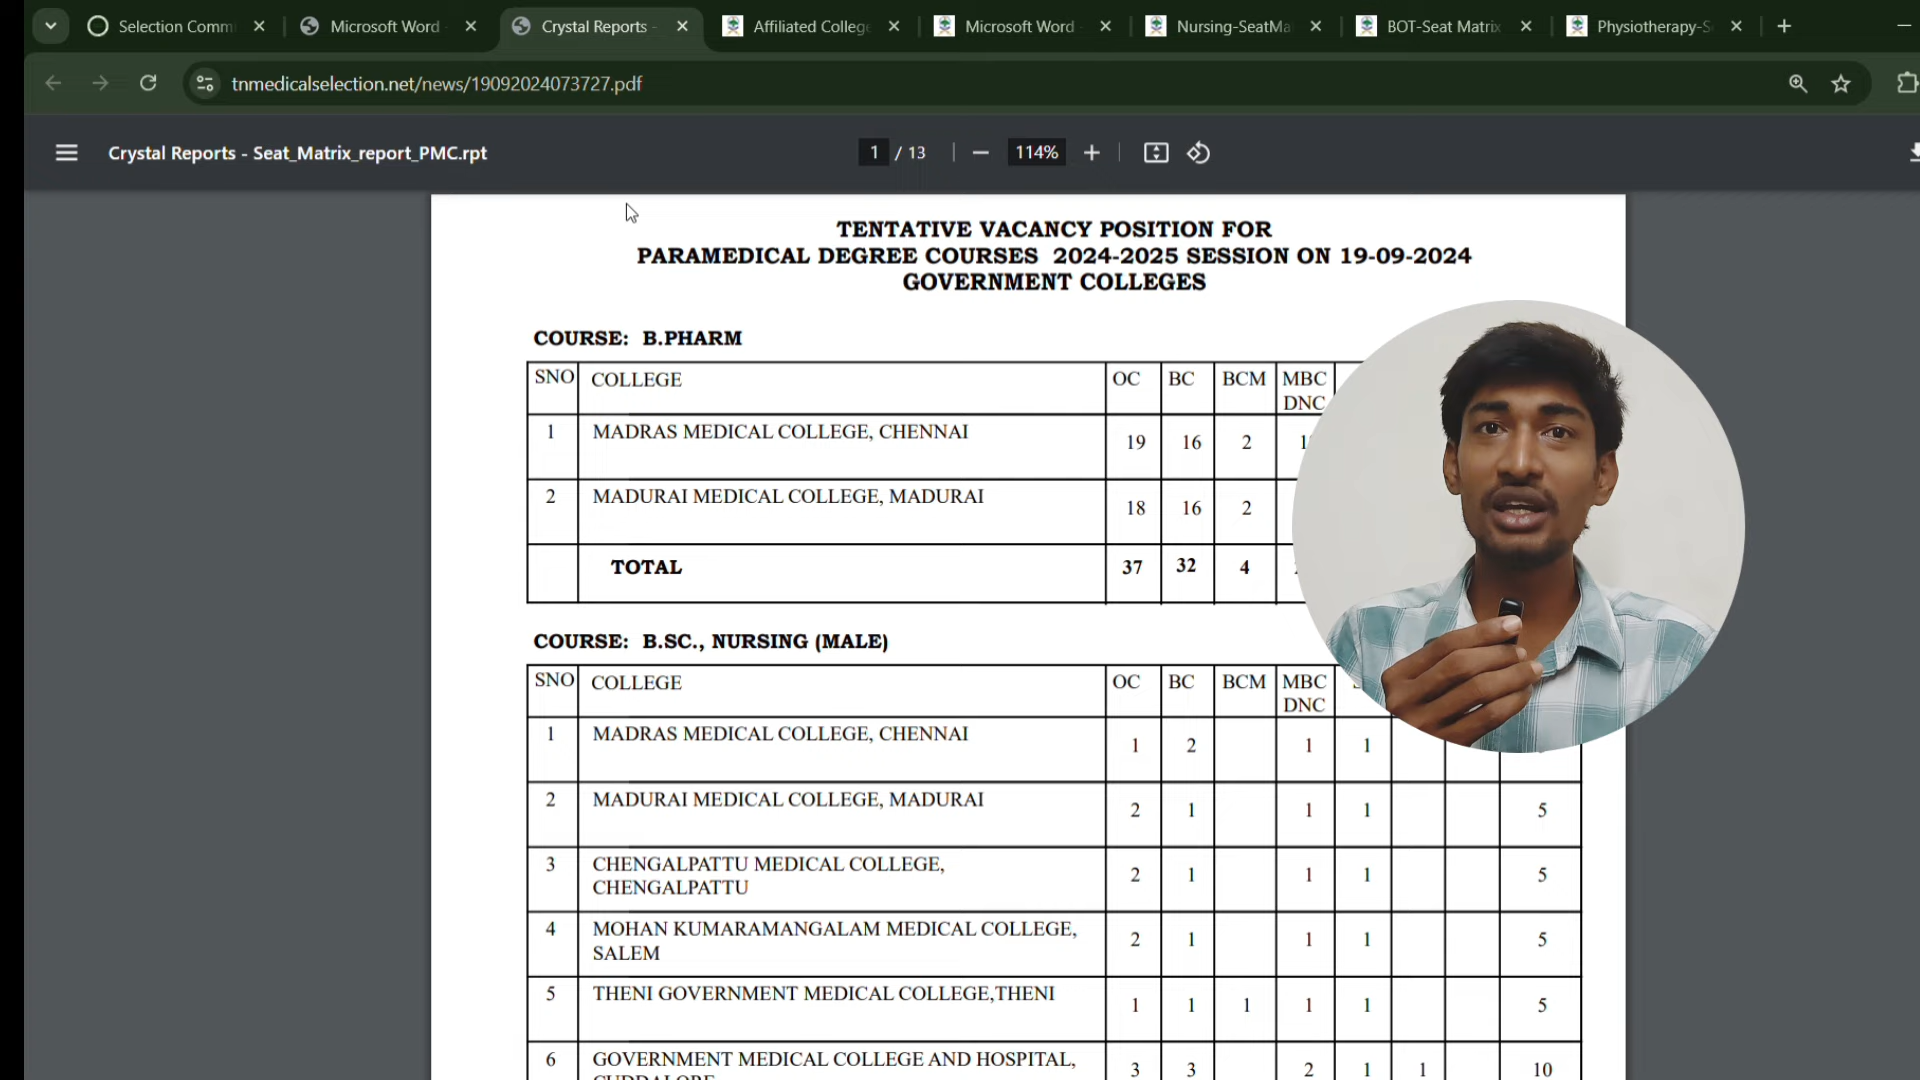 Selection Comm
Microsoft Word
Crystal Reports -
Affiliated College
Microsoft Word
Nursing-SeatMa
BOT-Seat Matrix
Physiotherapy-S
tnmedicalselection.net/news/19092024073727.pdf
Crystal Reports - Seat_Matrix_report_PMC.rpt
1 / 13
114%
TENTATIVE VACANCY POSITION FOR
PARAMEDICAL DEGREE COURSES 2024-2025 SESSION ON 19-09-2024
GOVERNMENT COLLEGES
COURSE: B.PHARM
SNO COLLEGE OC BC BCM MBC
DNC
1 MADRAS MEDICAL COLLEGE, CHENNAI 19 16 2
2 MADURAI MEDICAL COLLEGE, MADURAI 18 16 2
TOTAL 37 32 4
COURSE: B.SC., NURSING (MALE)
SNO COLLEGE OC BC BCM MBC
DNC
1 MADRAS MEDICAL COLLEGE, CHENNAI 1 2 1 1
2 MADURAI MEDICAL COLLEGE, MADURAI 2 1 1 1 5
3 CHENGALPATTU MEDICAL COLLEGE,
CHENGALPATTU 2 1 1 1 5
4 MOHAN KUMARAMANGALAM MEDICAL COLLEGE,
SALEM 2 1 1 1 5
5 THENI GOVERNMENT MEDICAL COLLEGE,THENI 1 1 1 1 1 5
6 GOVERNMENT MEDICAL COLLEGE AND HOSPITAL, 3 3 2 1 1 10